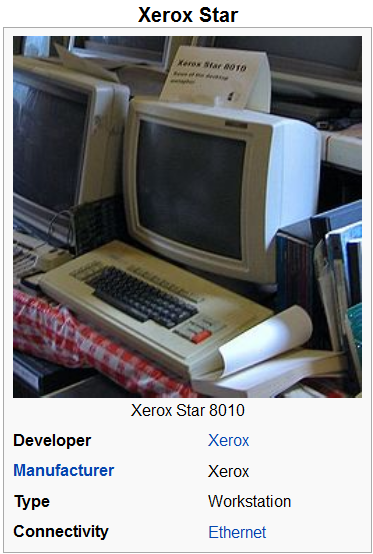 Xerox Star
Xerox Star 8010
Xerox Star 8010
Developer Xerox
Manufacturer Xerox
Type Workstation
Connectivity Ethernet